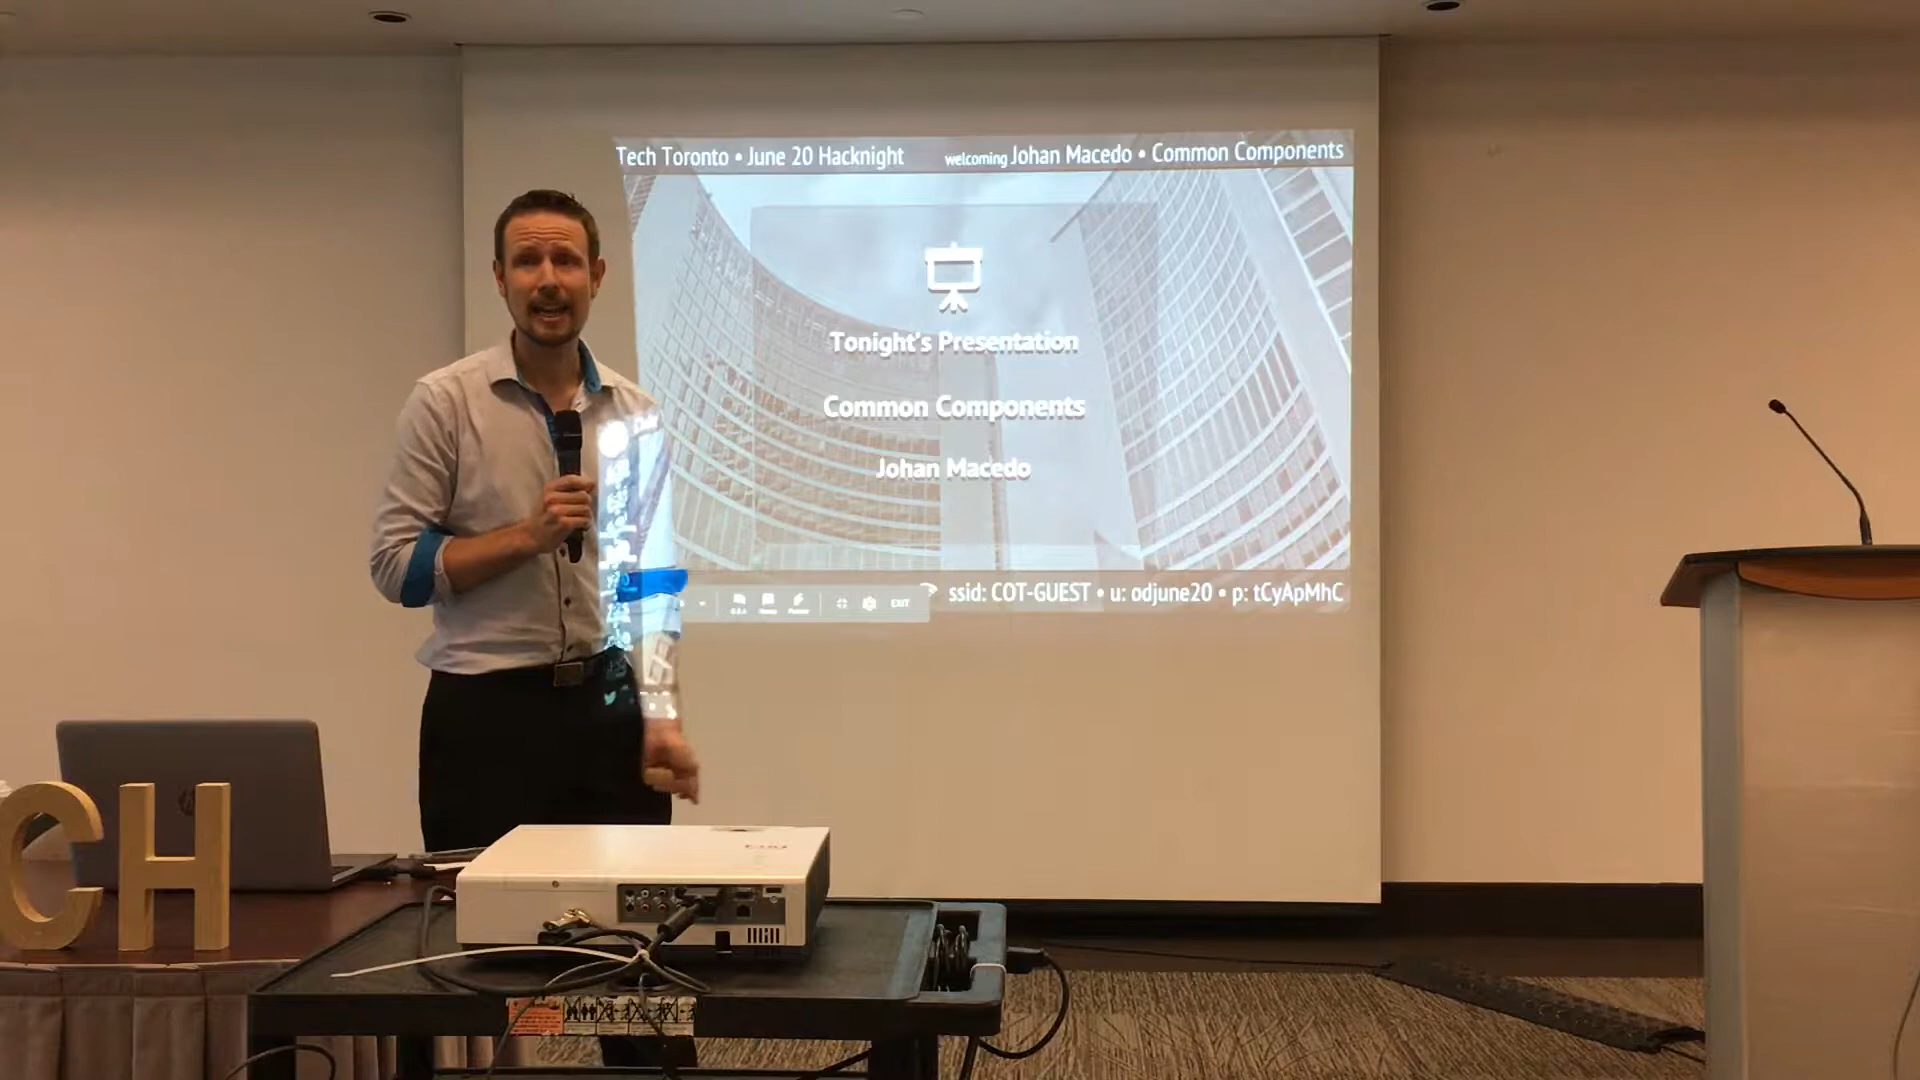 Tech Toronto • June 20 Hacknight welcoming Johan Macedo • Common Components
Tonight's Presentation
Common Components
Johan Macedo
EXIT
ssid: COT-GUEST • u: odjune20 • p: tCyApMhC
CH